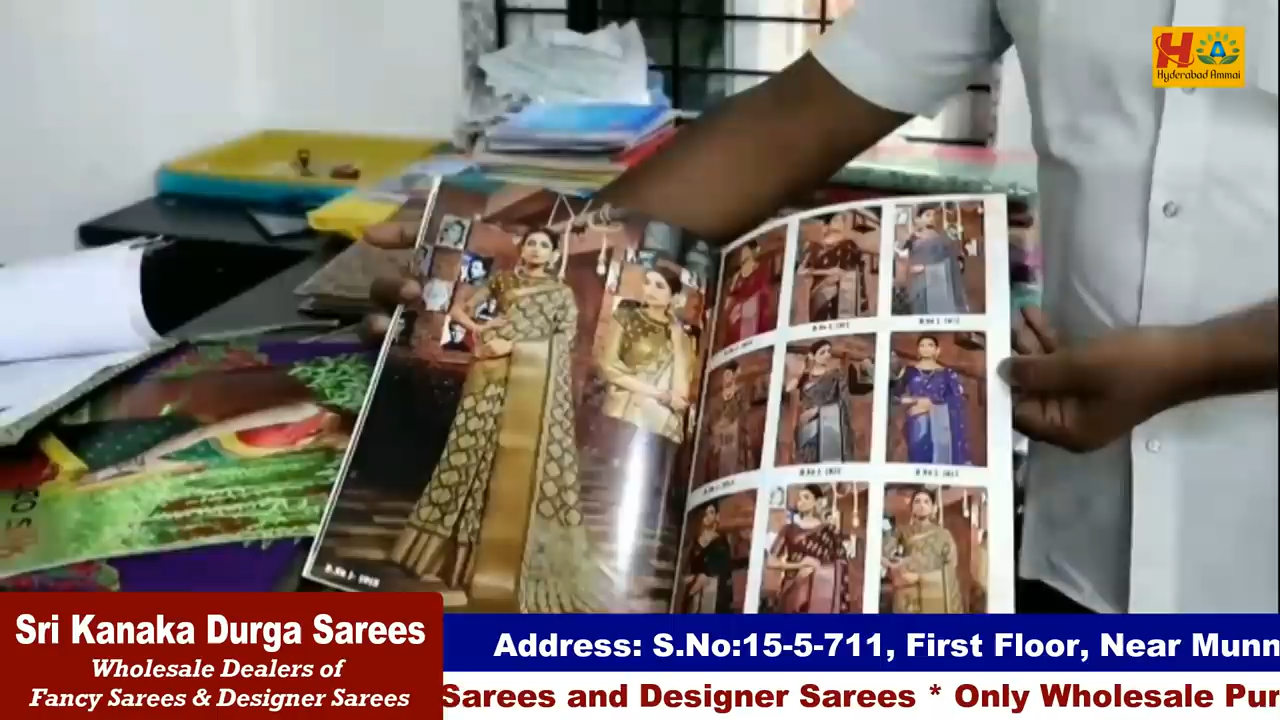 H
Hyderabad Ammai
Sri Kanaka Durga Sarees
Wholesale Dealers of
Fancy Sarees & Designer Sarees
Address: S.No:15-5-711, First Floor, Near Munn
Sarees and Designer Sarees * Only Wholesale Pur